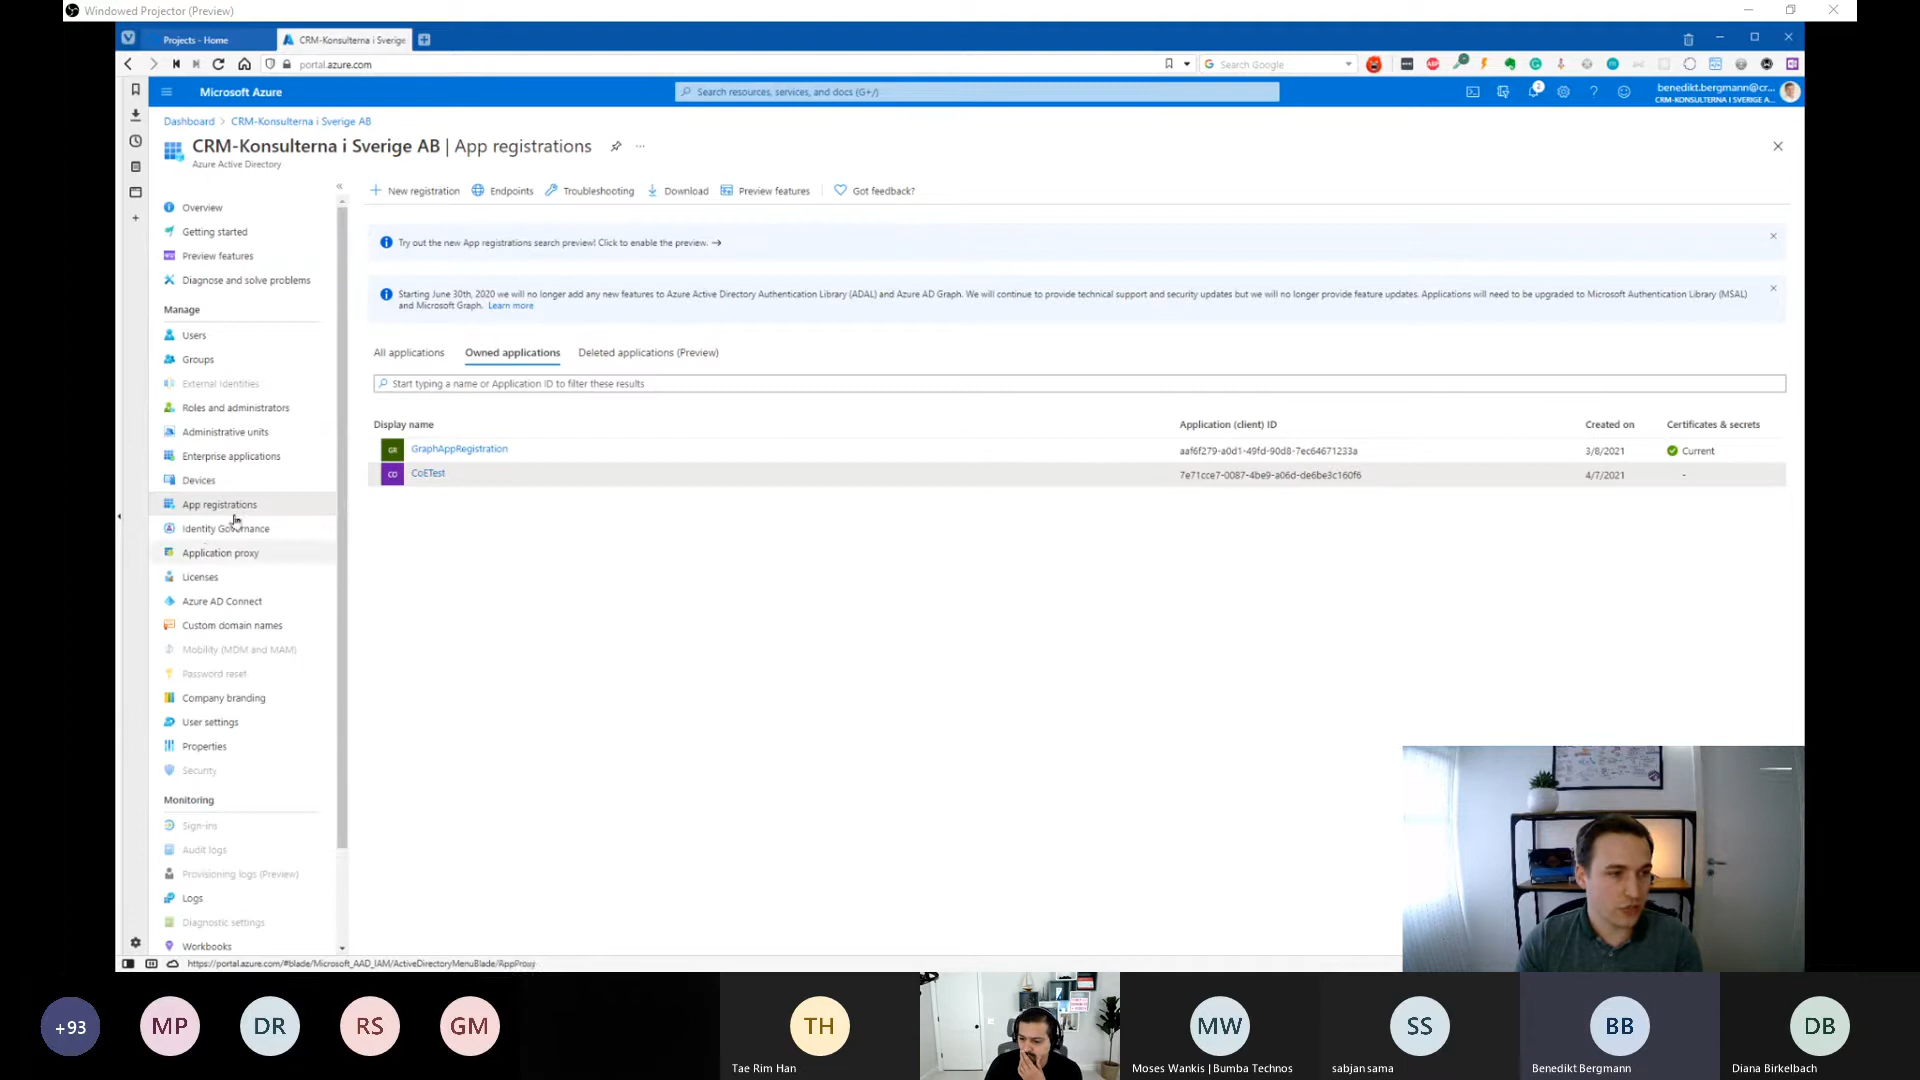 Windowed Projector (Preview)
Projects - Home
CRM-Konsulterna i Sverige
portal.azure.com
Search Google
Microsoft Azure
Search resources, services, and docs (G+/)
2
benedikt.bergmann@cr...
CRM-KONSULTERNA I SVERIGE A...
Dashboard > CRM-Konsulterna i Sverige AB
CRM-Konsulterna i Sverige AB | App registrations
Azure Active Directory
New registration
Endpoints
Troubleshooting
Download
Preview features
Got feedback?
Overview
Getting started
Preview features
Diagnose and solve problems
Manage
Users
Groups
External Identities
Roles and administrators
Administrative units
Enterprise applications
Devices
App registrations
Identity Governance
Application proxy
Licenses
Azure AD Connect
Custom domain names
Mobility (MDM and MAM)
Password reset
Company branding
User settings
Properties
Security
Monitoring
Sign-ins
Audit logs
Provisioning logs (Preview)
Logs
Diagnostic settings
Workbooks
Try out the new App registrations search preview! Click to enable the preview. →
Starting June 30th, 2020 we will no longer add any new features to Azure Active Directory Authentication Library (ADAL) and Azure AD Graph. We will continue to provide technical support and security updates but we will no longer provide feature updates. Applications will need to be upgraded to Microsoft Authentication Library (MSAL)
and Microsoft Graph. Learn more
All applications
Owned applications
Deleted applications (Preview)
Start typing a name or Application ID to filter these results
Display name
Application (client) ID
Created on
Certificates & secrets
GR
GraphAppRegistration
aaf6f279-a0d1-49fd-90d8-7ec64671233a
3/8/2021
Current
CO
CoETest
7e71cce7-0087-4be9-a06d-de6be3c160f6
4/7/2021
-
https://portal.azure.com/#blade/Microsoft_AAD_IAM/ActiveDirectoryMenuBlade/AppProxy
+93
MP
DR
RS
GM
TH
Tae Rim Han
MW
Moses Wankis | Bumba Technos
SS
sabjan sama
BB
Benedikt Bergmann
DB
Diana Birkelbach